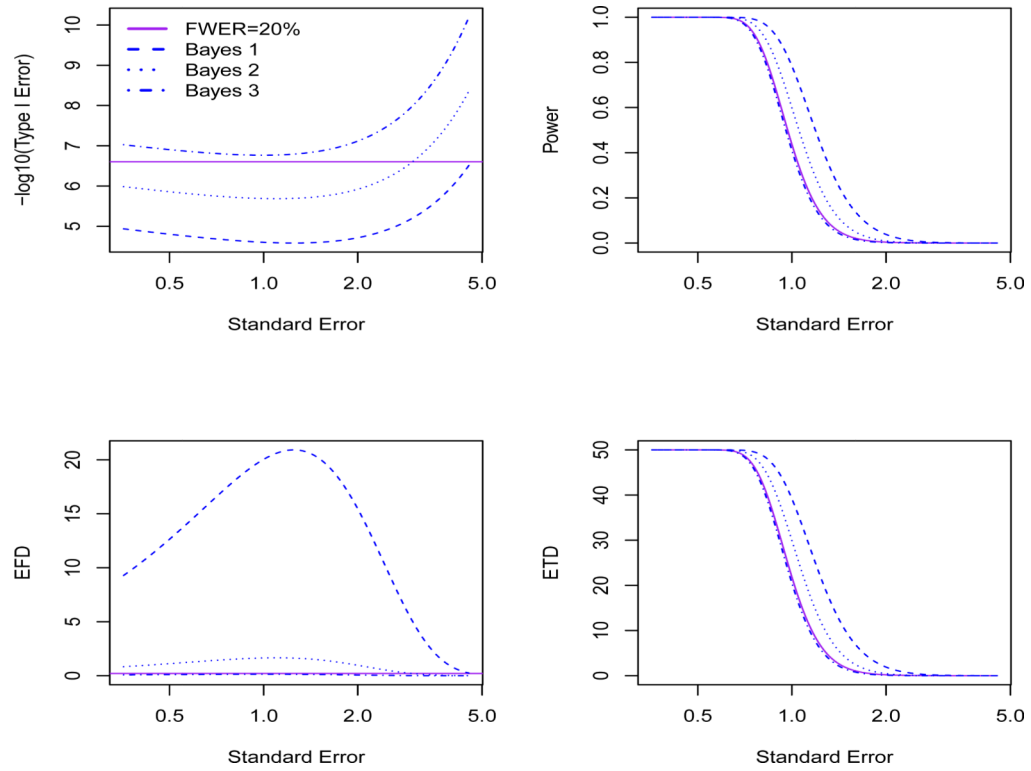 −log10(Type I Error)
10
9
8
7
6
5
FWER=20%
Bayes 1
Bayes 2
Bayes 3
0.5 1.0 2.0 5.0
Standard Error
Power
1.0
0.8
0.6
0.4
0.2
0.0
0.5 1.0 2.0 5.0
Standard Error
EFD
20
15
10
5
0
0.5 1.0 2.0 5.0
Standard Error
ETD
50
40
30
20
10
0
0.5 1.0 2.0 5.0
Standard Error